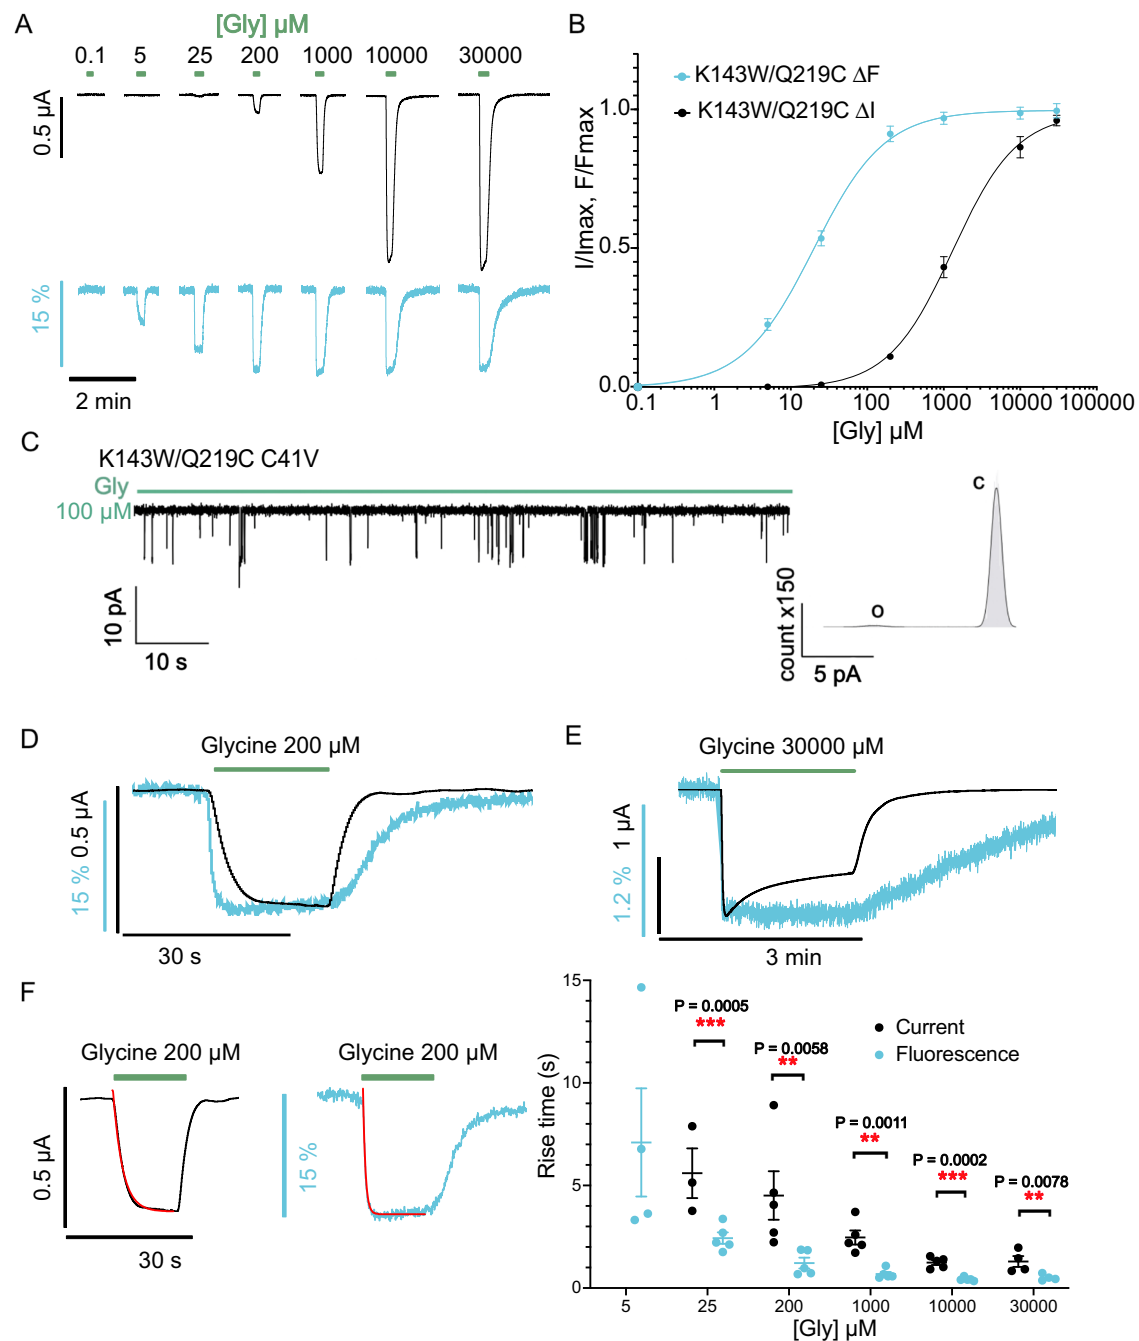 A
[Gly] µM
0.1 5 25 200 1000 10000 30000
0.5 µA
15 %
2 min
B
K143W/Q219C ΔF
K143W/Q219C ΔI
I/Imax, F/Fmax
1.0
0.5
0.0
0.1 1 10 100 1000 10000 100000
[Gly] µM
C
K143W/Q219C C41V
Gly
100 µM
10 pA
10 s
C
O
count x150
5 pA
D
Glycine 200 µM
15 % 0.5 µA
30 s
E
Glycine 30000 µM
1.2 % 1 µA
3 min
F
Glycine 200 µM
0.5 µA
30 s
Glycine 200 µM
15 %
Rise time (s)
15
10
5
0
P = 0.0005
***
P = 0.0058
**
P = 0.0011
**
P = 0.0002
***
P = 0.0078
**
Current
Fluorescence
5 25 200 1000 10000 30000
[Gly] µM